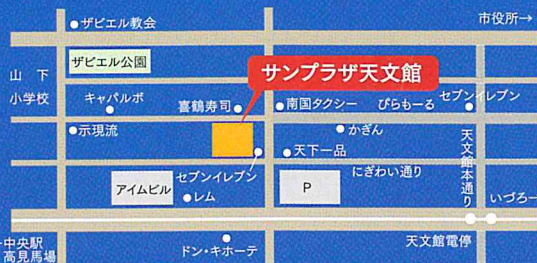 ザビエル教会
市役所→
ザビエル公園
サンプラザ天文館
山下
小学校
キャパルボ
喜鶴寿司
南国タクシー
ぴらもーる
セブンイレブン
示現流
かぎん
天下一品
天文館本通り
セブンイレブン
にぎわい通り
アイムビル
レム
P
いづろー
中央駅
高見馬場
ドン・キホーテ
天文館電停